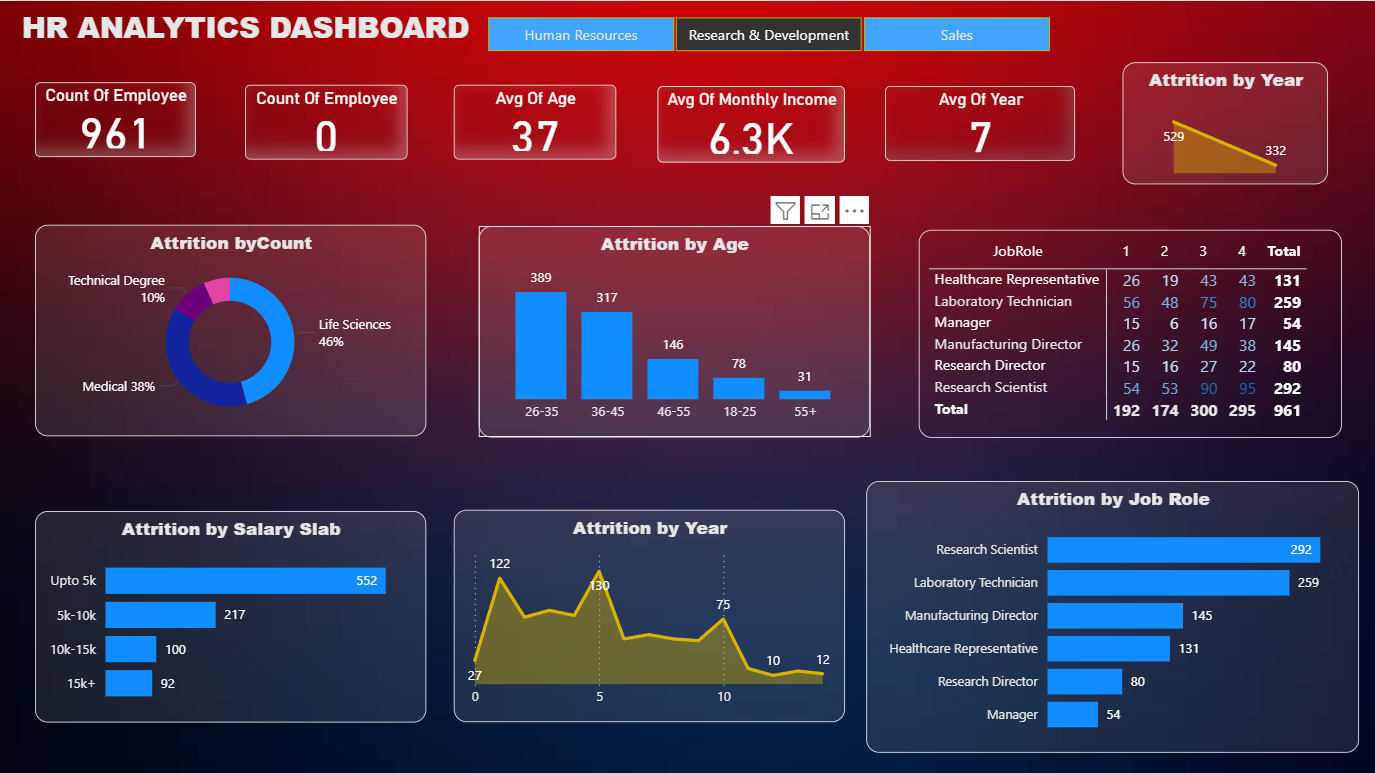 HR ANALYTICS DASHBOARD
Human Resources
Research & Development
Sales
Count Of Employee
961
Count Of Employee
0
Avg Of Age
37
Avg Of Monthly Income
6.3K
Avg Of Year
7
Attrition by Year
529
332
Attrition byCount
Technical Degree
10%
Life Sciences
46%
Medical 38%
Attrition by Age
389
317
146
78
31
26-35 36-45 46-55 18-25 55+
JobRole 1 2 3 4 Total
Healthcare Representative 26 19 43 43 131
Laboratory Technician 56 48 75 80 259
Manager 15 6 16 17 54
Manufacturing Director 26 32 49 38 145
Research Director 15 16 27 22 80
Research Scientist 54 53 90 95 292
Total 192 174 300 295 961
Attrition by Salary Slab
Upto 5k 552
5k-10k 217
10k-15k 100
15k+ 92
Attrition by Year
122
130
75
27
10
12
0 5 10
Attrition by Job Role
Research Scientist 292
Laboratory Technician 259
Manufacturing Director 145
Healthcare Representative 131
Research Director 80
Manager 54